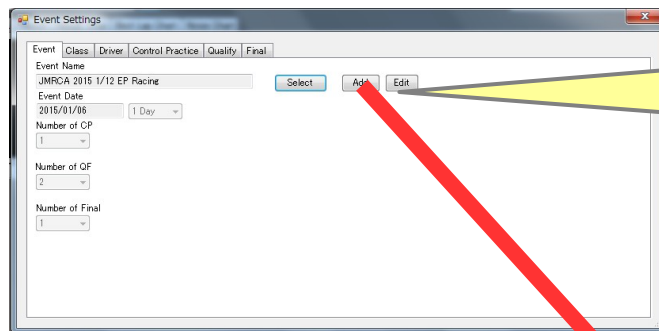 Event Settings
Event Class Driver Control Practice Qualify Final
Event Name
JMRCA 2015 1/12 EP Racing Select Add Edit
Event Date
2015/01/06 1 Day
Number of CP
1
Number of QF
2
Number of Final
1